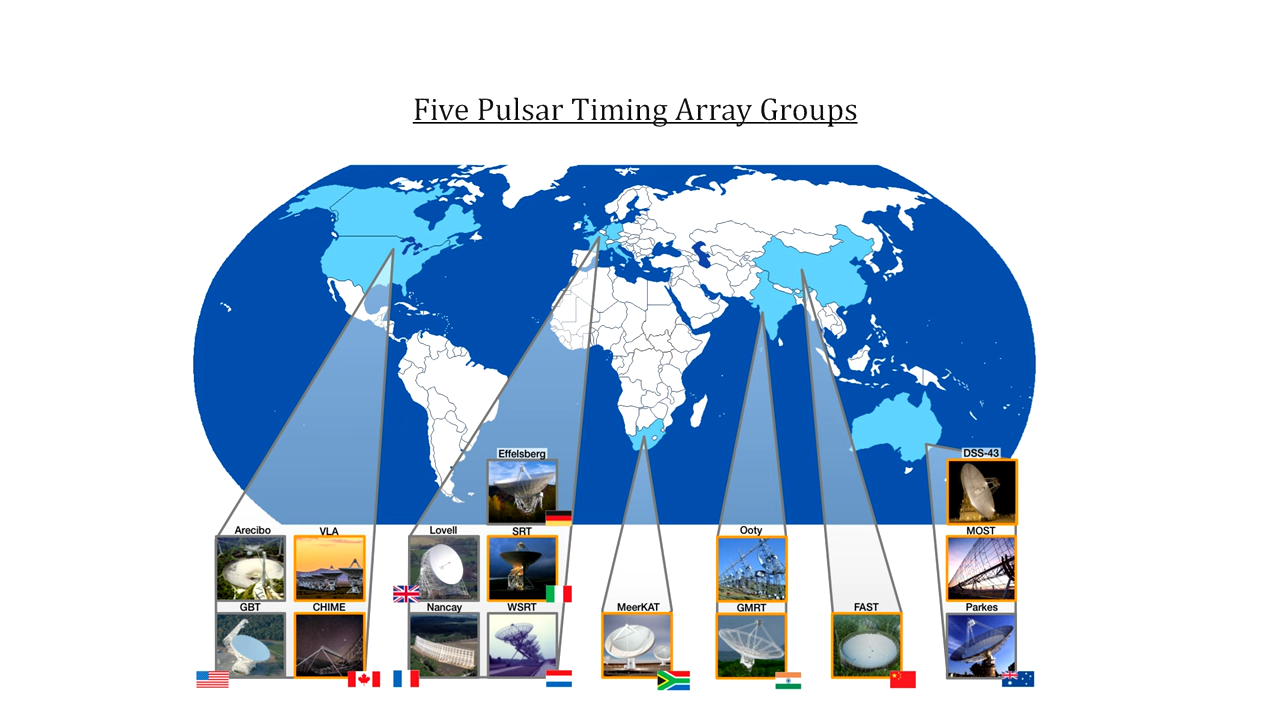 Five Pulsar Timing Array Groups
Effelsberg
DSS-43
Arecibo
VLA
Lovell
SRT
Ooty
MOST
GBT
CHIME
Nancay
WSRT
MeerKAT
GMRT
FAST
Parkes